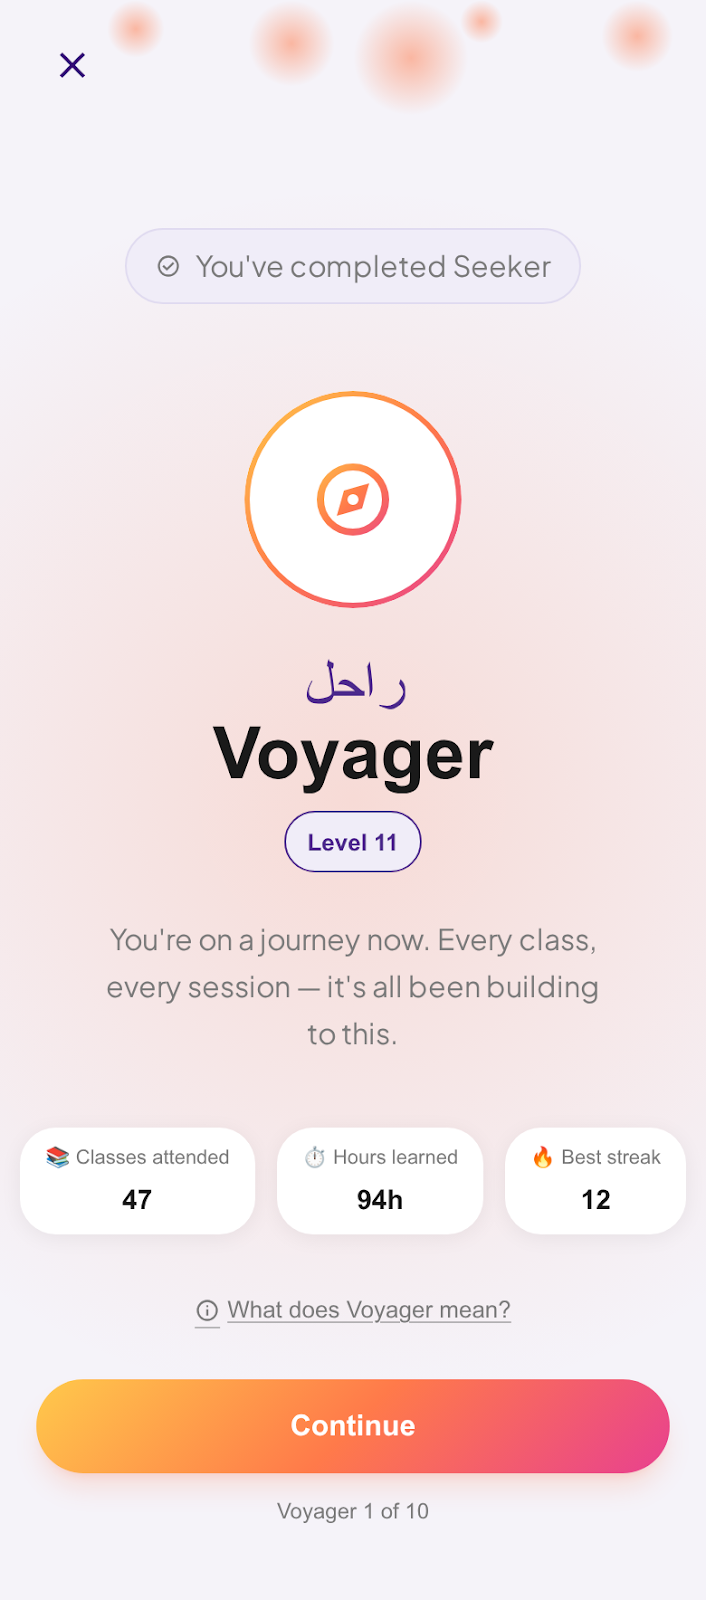 You've completed Seeker
راحل
Voyager
Level 11
You're on a journey now. Every class,
every session — it's all been building
to this.
📚 Classes attended
47
⏱️ Hours learned
94h
🔥 Best streak
12
What does Voyager mean?
Continue
Voyager 1 of 10